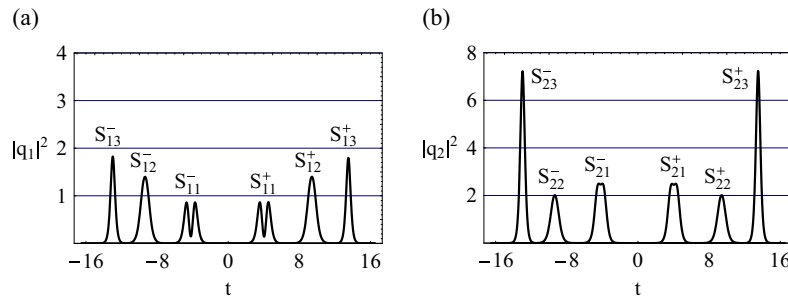 (a)
4
3
2
1
|q₁|²
S₁₃⁻
S₁₂⁻
S₁₁⁻
S₁₁⁺
S₁₂⁺
S₁₃⁺
−16 −8 0 8 16
t
(b)
8
6
4
2
|q₂|²
S₂₃⁻
S₂₂⁻
S₂₁⁻
S₂₁⁺
S₂₂⁺
S₂₃⁺
−16 −8 0 8 16
t